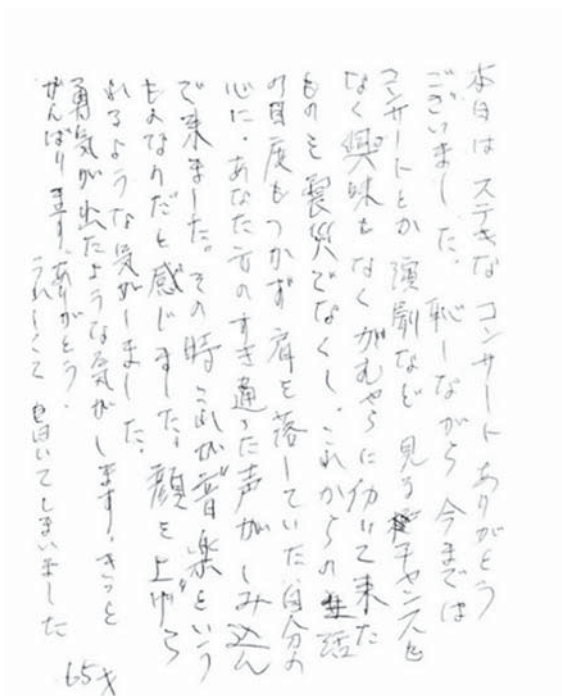 本日はステキなコンサートありがとう
ございました。恥しながら今までは
コンサートとか演劇など見るチャンスも
なく興味もなくがむしゃらに仂いて来た
ものを震災でなくし、これからの生活
の目度もつかず肩を落していた自分の
心に、あなた方のすき通った声がしみ込ん
で来ました。その時これが音楽という
ものなりだと感じました。顔を上げら
れるような気がしました。
勇気が出たような気がします。きっと
がんばります。ありがとう。
うれしくて 泣いてしまいました
65才